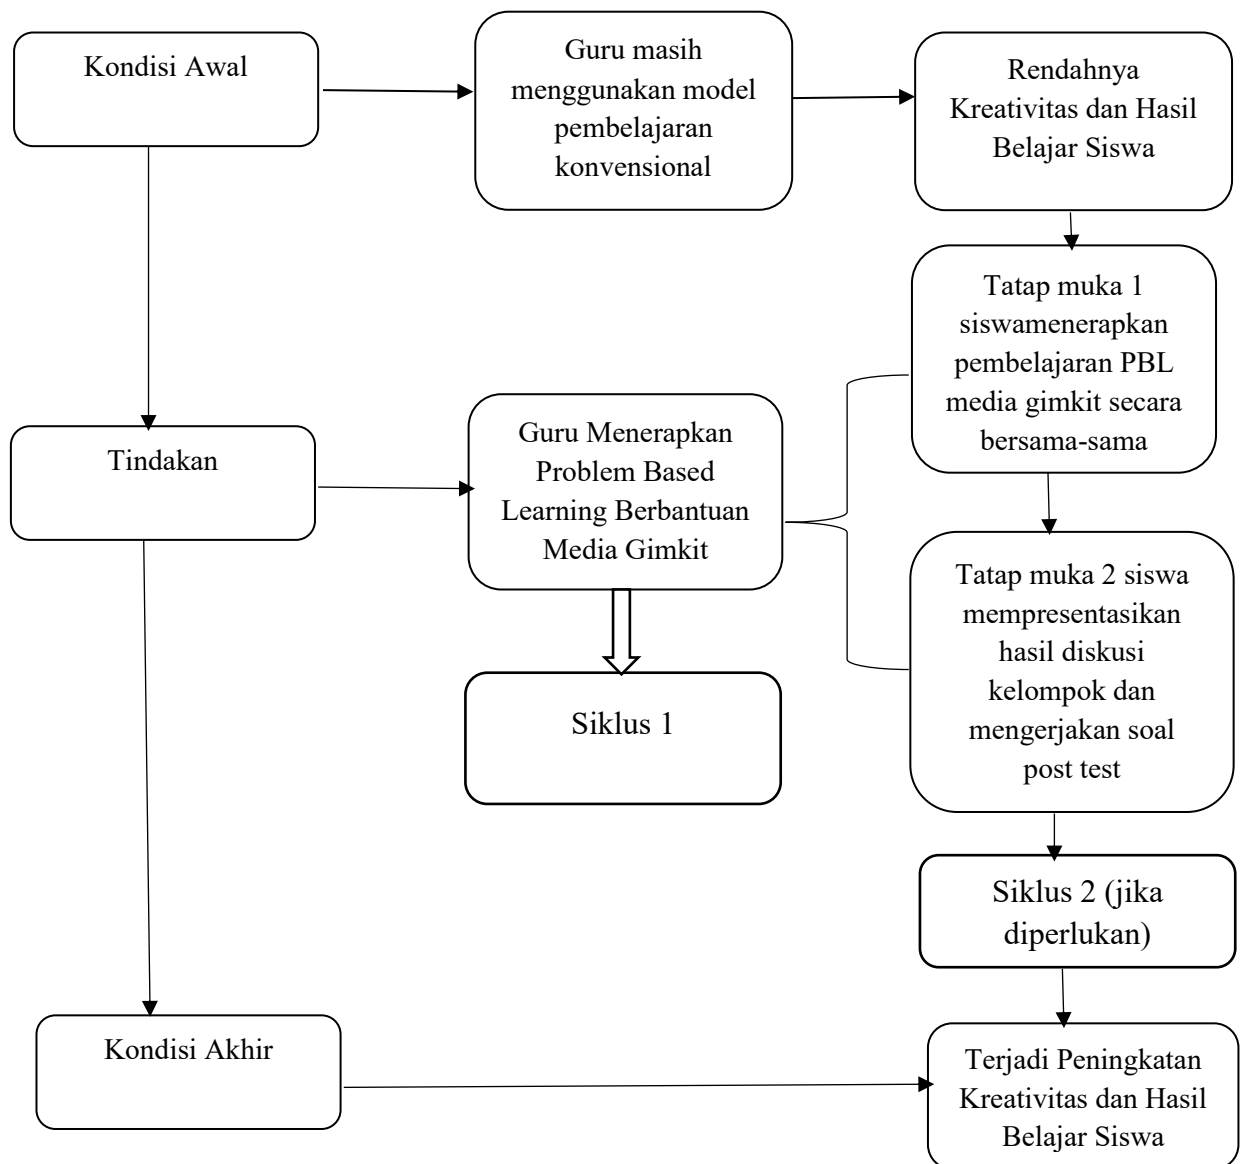 Kondisi Awal
Guru masih
menggunakan model
pembelajaran
konvensional
Rendahnya
Kreativitas dan Hasil
Belajar Siswa
Tatap muka 1
siswamenerapkan
pembelajaran PBL
media gimkit secara
bersama-sama
Tindakan
Guru Menerapkan
Problem Based
Learning Berbantuan
Media Gimkit
Tatap muka 2 siswa
mempresentasikan
hasil diskusi
kelompok dan
mengerjakan soal
post test
Siklus 1
Siklus 2 (jika
diperlukan)
Kondisi Akhir
Terjadi Peningkatan
Kreativitas dan Hasil
Belajar Siswa